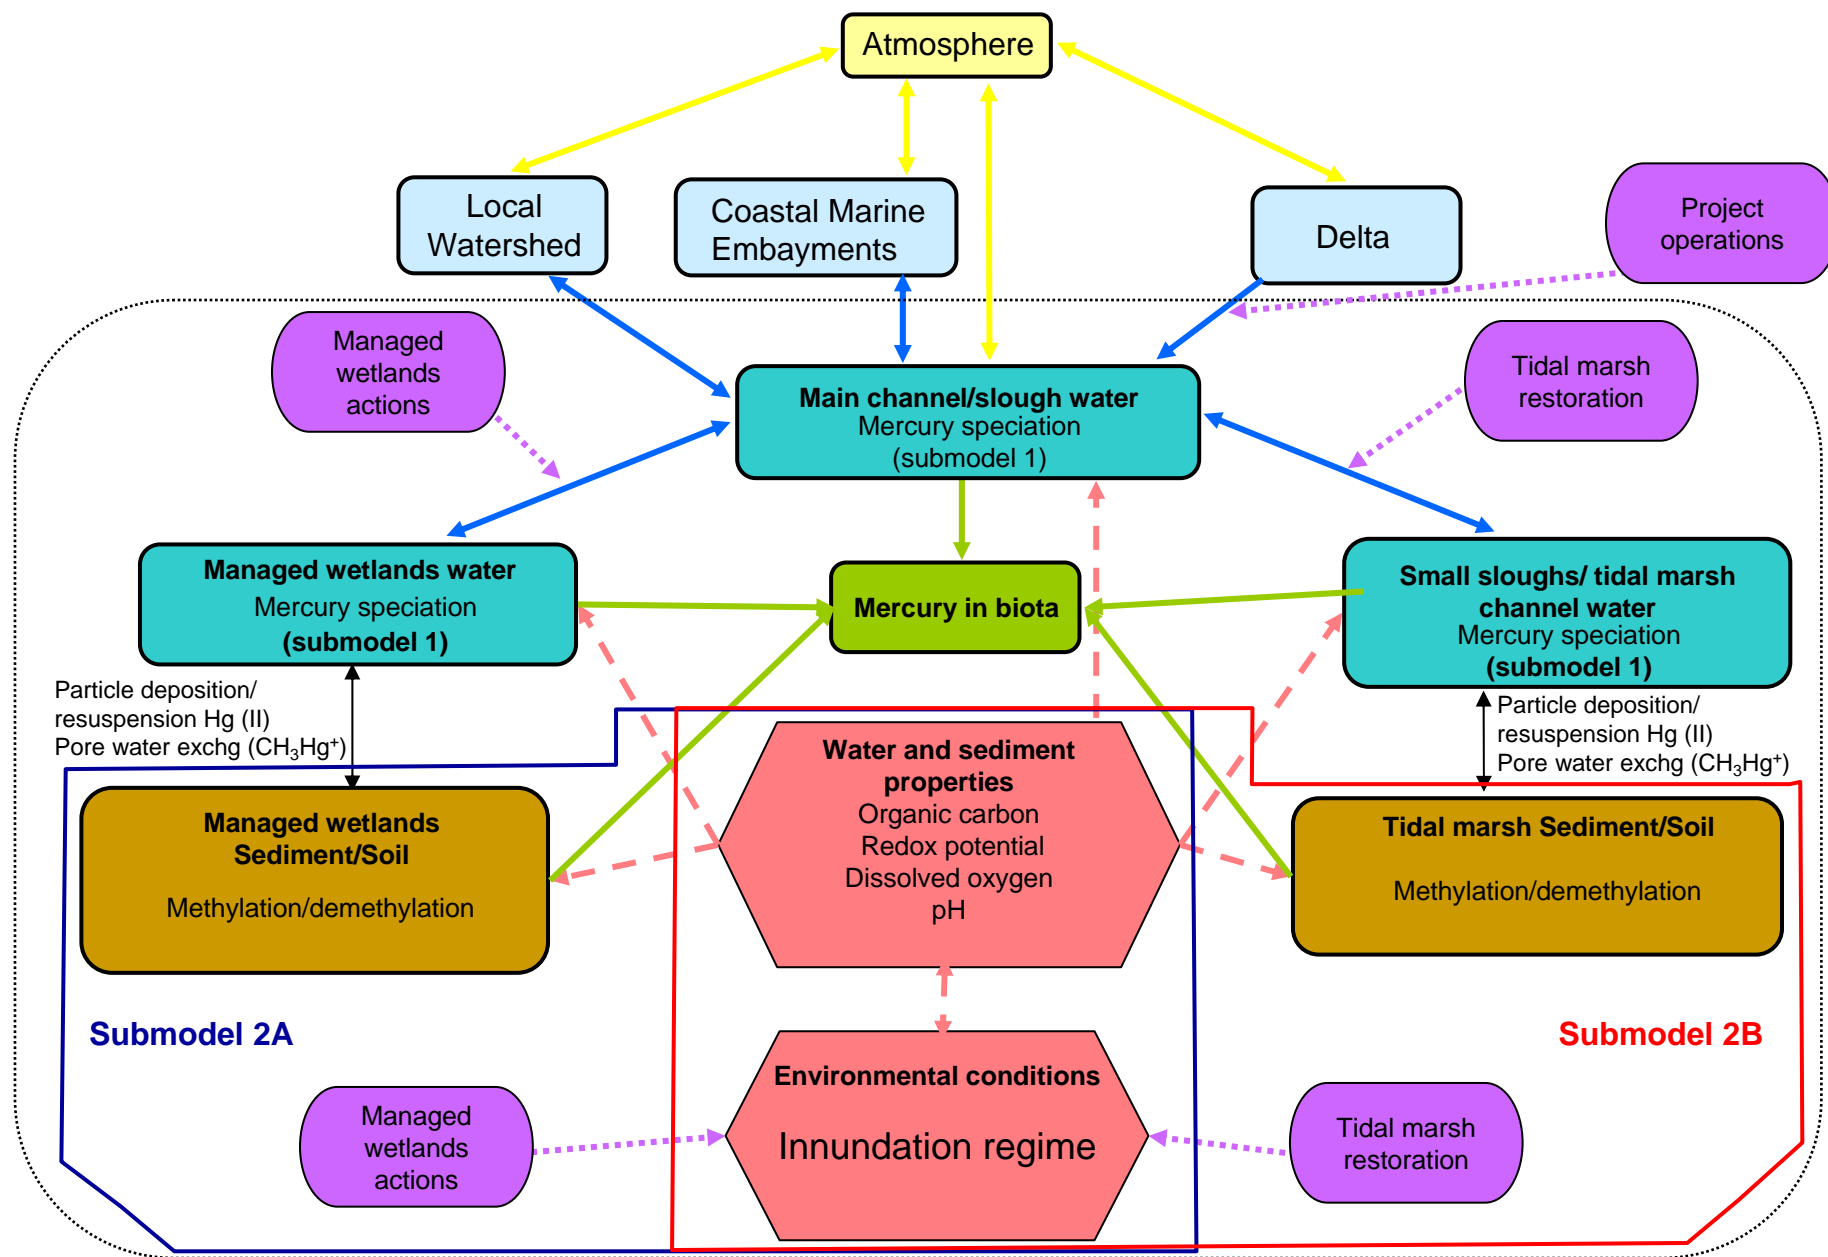 Atmosphere
Local
Watershed
Coastal Marine
Embayments
Delta
Project
operations
Managed
wetlands
actions
Main channel/slough water
Mercury speciation
(submodel 1)
Tidal marsh
restoration
Managed wetlands water
Mercury speciation
(submodel 1)
Mercury in biota
Small sloughs/ tidal marsh
channel water
Mercury speciation
(submodel 1)
Particle deposition/
resuspension Hg (II)
Pore water exchg (CH₃Hg⁺)
Particle deposition/
resuspension Hg (II)
Pore water exchg (CH₃Hg⁺)
Water and sediment
properties
Organic carbon
Redox potential
Dissolved oxygen
pH
Managed wetlands
Sediment/Soil
Methylation/demethylation
Tidal marsh Sediment/Soil
Methylation/demethylation
Submodel 2A
Submodel 2B
Environmental conditions
Innundation regime
Managed
wetlands
actions
Tidal marsh
restoration